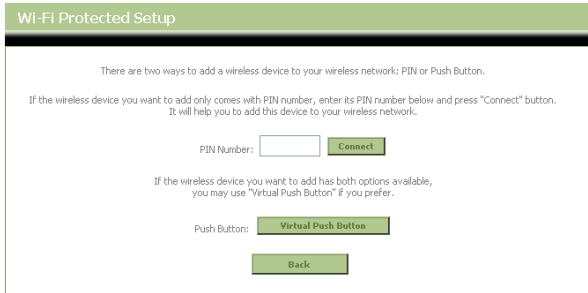 Wi-Fi Protected Setup
There are two ways to add a wireless device to your wireless network: PIN or Push Button.
If the wireless device you want to add only comes with PIN number, enter its PIN number below and press "Connect" button.
It will help you to add this device to your wireless network.
PIN Number: Connect
If the wireless device you want to add has both options available,
you may use "Virtual Push Button" if you prefer.
Push Button: Virtual Push Button
Back